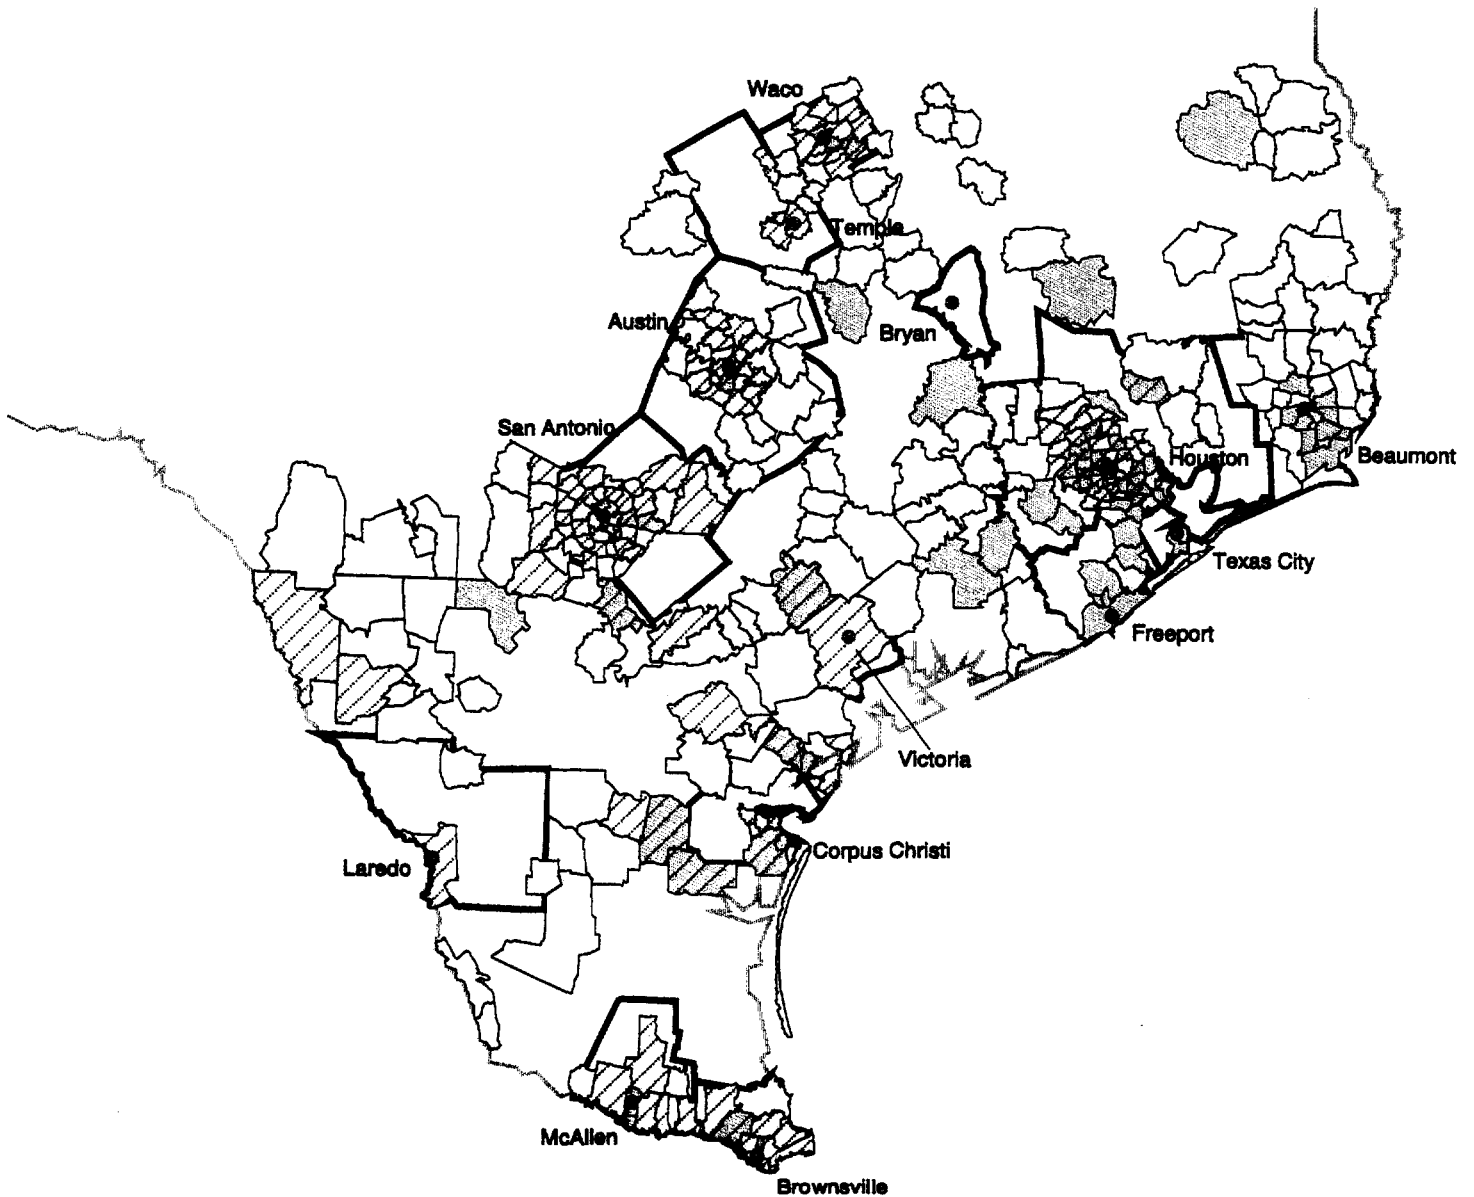 Waco
Temple
Austin
Bryan
San Antonio
Houston
Beaumont
Texas City
Freeport
Victoria
Corpus Christi
Laredo
McAllen
Brownsville